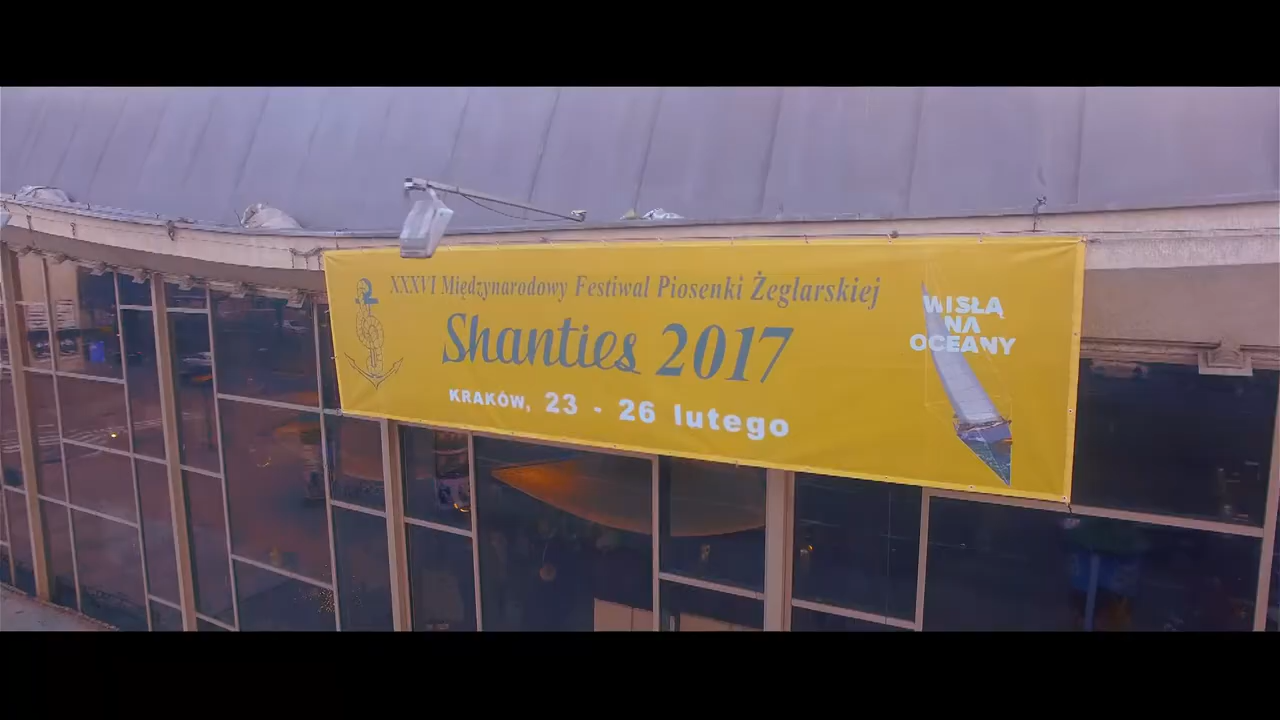 XXXVI Międzynarodowy Festiwal Piosenki Żeglarskiej
Shanties 2017
KRAKÓW, 23 - 26 lutego
WISŁĄ
NA
OCEANY